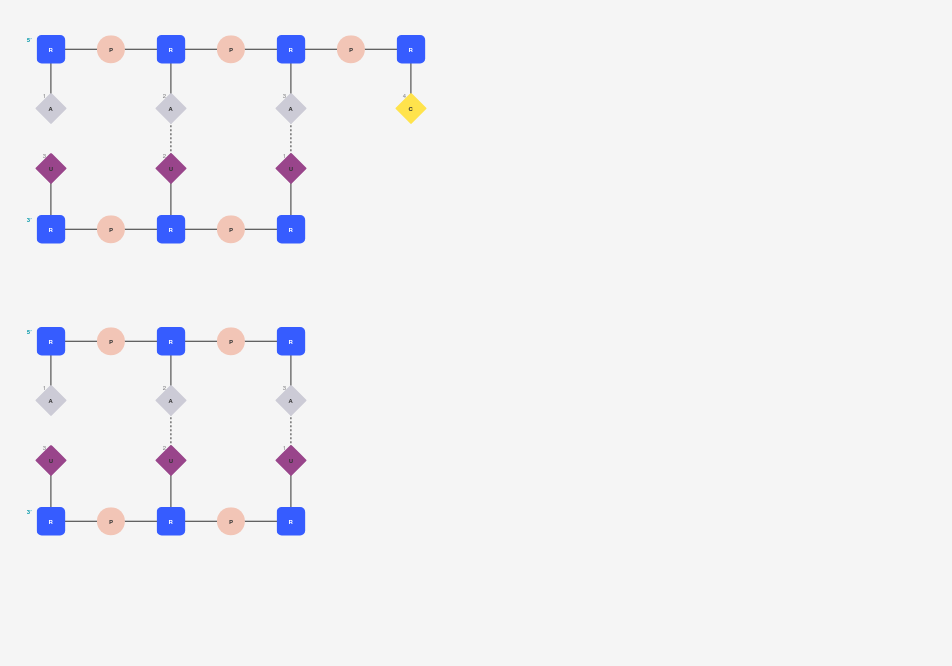 5' R P R P R P R
1 A 2 A 3 A 4 C
3 U 2 U 1 U
3' R P R P R
5' R P R P R
1 A 2 A 3 A
3 U 2 U 1 U
3' R P R P R